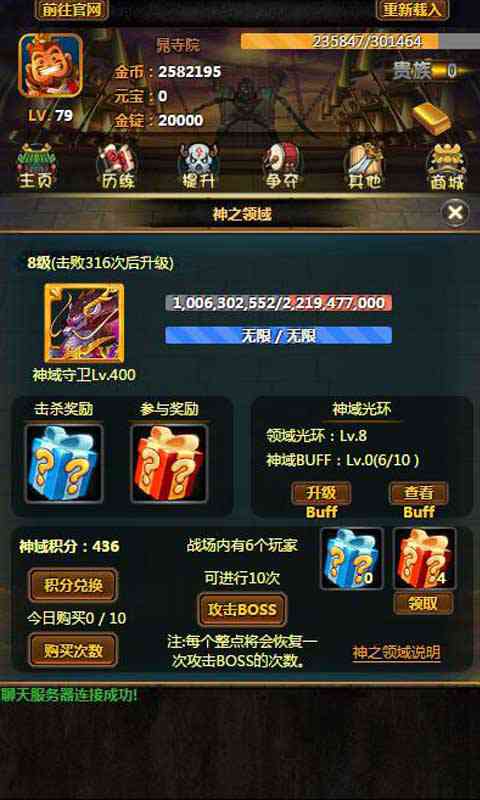 前往官网
重新载入
晁寺院
235847/301464
金币：2582195
贵族 0
元宝：0
LV. 79
金锭：20000
主页 历练 提升 争夺 其他 商城
神之领域
8级(击败316次后升级)
1,006,302,552/2,219,477,000
无限 / 无限
神域守卫Lv.400
击杀奖励 参与奖励 神域光环
领域光环：Lv.8
神域BUFF：Lv.0(6/10 )
? ? ? ?
升级 查看
Buff Buff
神域积分：436 战场内有6个玩家
? ? 0 ? ? 4
积分兑换 可进行10次
领取
今日购买0 / 10 攻击BOSS
购买次数 注:每个整点将会恢复一
次攻击BOSS的次数。
神之领域说明
聊天服务器连接成功!